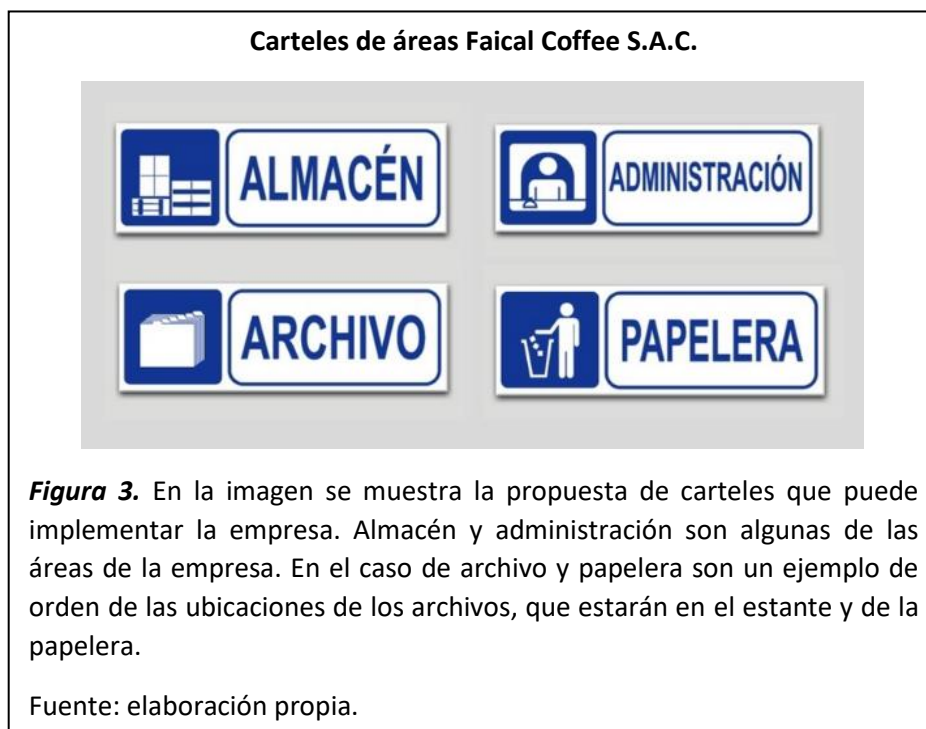 Carteles de áreas Faical Coffee S.A.C.
ALMACÉN
ADMINISTRACIÓN
ARCHIVO
PAPELERA
Figura 3. En la imagen se muestra la propuesta de carteles que puede
implementar la empresa. Almacén y administración son algunas de las
áreas de la empresa. En el caso de archivo y papelera son un ejemplo de
orden de las ubicaciones de los archivos, que estarán en el estante y de la
papelera.
Fuente: elaboración propia.